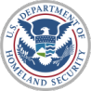 U.S. DEPARTMENT OF
HOMELAND SECURITY